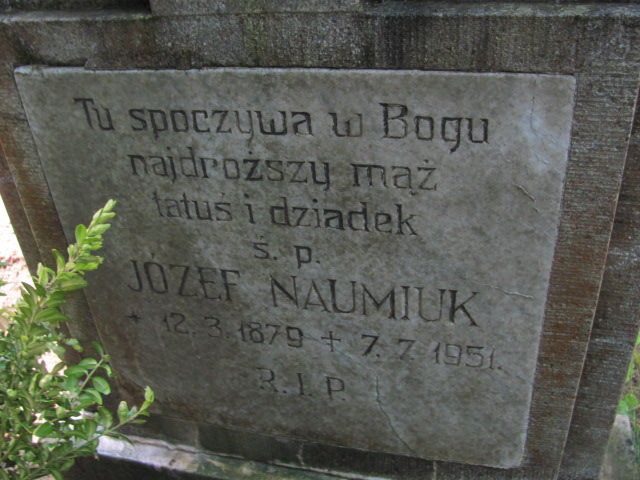 Tu spoczywa w Bogu
najdroższy mąż
tatuś i dziadek
ś. p.
JÓZEF NAUMIUK
* 12. 3. 1879 + 7. 7. 1951.
R. I. P.